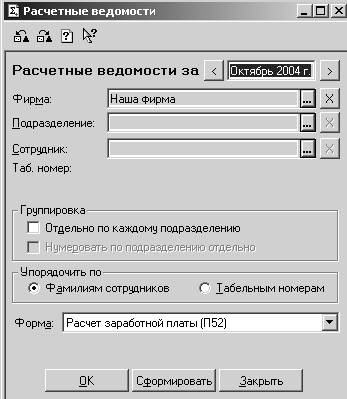 Расчетные ведомости
Расчетные ведомости за < Октябрь 2004 г. >
Фирма: Наша фирма ... X
Подразделение: ... X
Сотрудник: ... X
Таб. номер:
Группировка
Отдельно по каждому подразделению
Нумеровать по подразделению отдельно
Упорядочить по
Фамилиям сотрудников Табельным номерам
Форма: Расчет заработной платы (П52)
OK Сформировать Закрыть